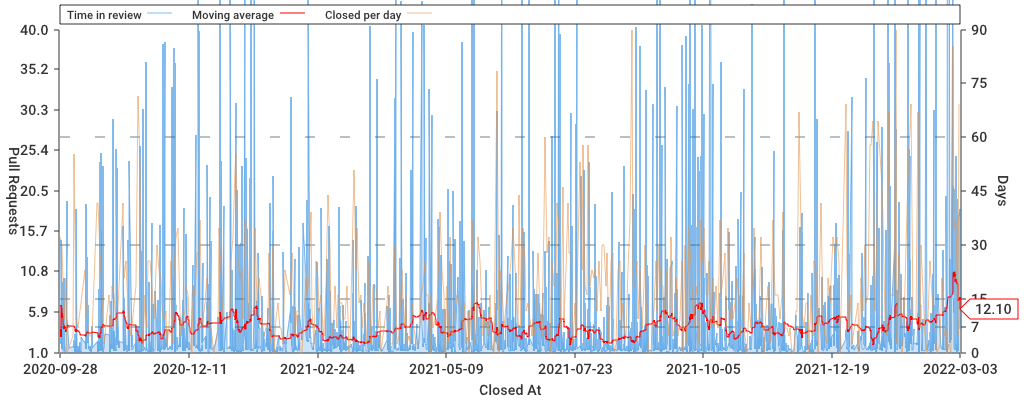 Time in review Moving average Closed per day
40.0 90
35.2 75
30.3
60
25.4
20.5 45
15.7 30
10.8
15
5.9 12.10
7
1.0 0
Pull Requests
Days
2020-09-28 2020-12-11 2021-02-24 2021-05-09 2021-07-23 2021-10-05 2021-12-19 2022-03-03
Closed At